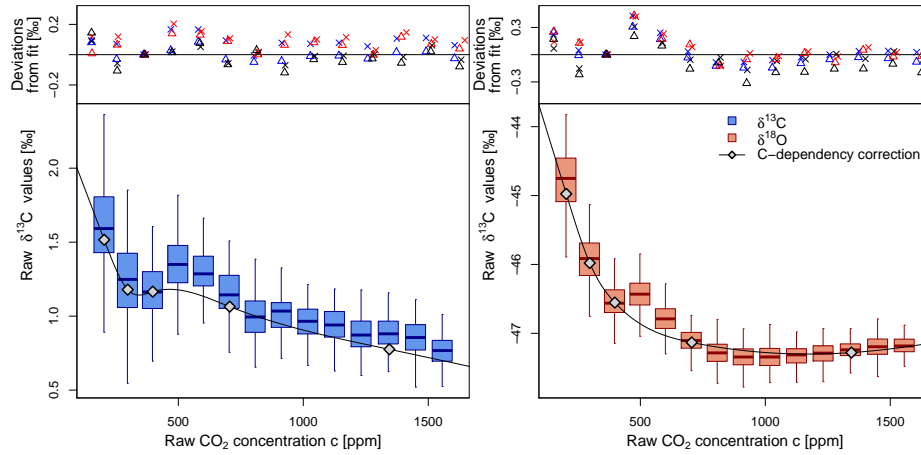 Deviations
from fit [‰]
−0.2
0.2
Raw δ¹³C values [‰]
0.5
1.0
1.5
2.0
500
1000
1500
Raw CO₂ concentration c [ppm]
Deviations
from fit [‰]
−0.3
0.3
Raw δ¹³C values [‰]
−47
−46
−45
−44
δ¹³C
δ¹⁸O
C−dependency correction
500
1000
1500
Raw CO₂ concentration c [ppm]